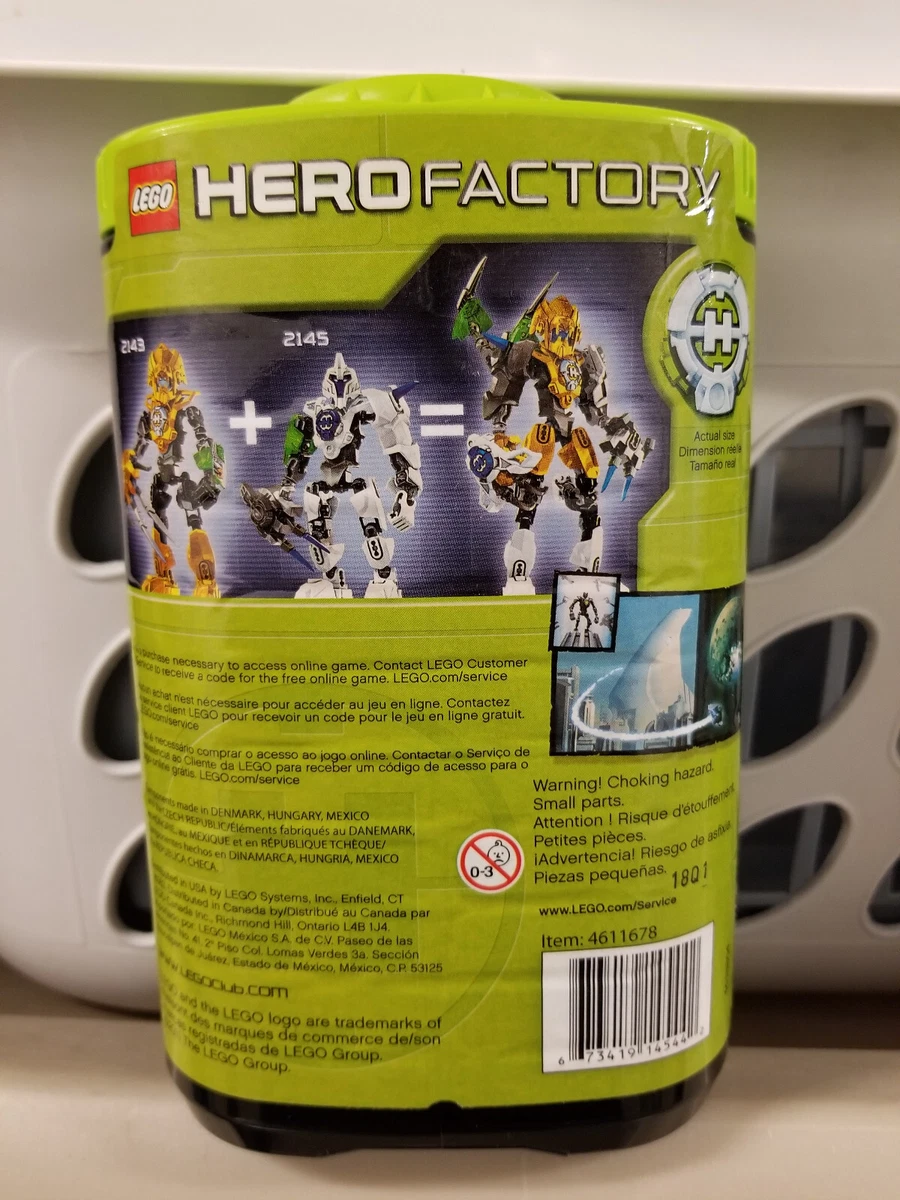 LEGO HERO FACTORY
2143
2145
+
=
H
Actual size
Dimension réelle
Tamaño real
purchase necessary to access online game. Contact LEGO Customer
to receive a code for the free online game. LEGO.com/service
achat n'est nécessaire pour accéder au jeu en ligne. Contactez
service client LEGO pour recevoir un code pour le jeu en ligne gratuit.
LEGO.com/service
é necessário comprar o acesso ao jogo online. Contactar o Serviço de
ao Cliente da LEGO para receber um código de acesso para o
online grátis. LEGO.com/service
made in DENMARK, HUNGARY, MEXICO
CZECH REPUBLIC/Éléments fabriqués au DANEMARK,
au MEXIQUE et en RÉPUBLIQUE TCHÈQUE/
hechos en DINAMARCA, HUNGRIA, MEXICO
CHECA.
in USA by LEGO Systems, Inc., Enfield, CT
Distributed in Canada by/Distribué au Canada par
Canada Inc., Richmond Hill, Ontario L4B 1J4.
por LEGO México S.A. de C.V. Paseo de las
2° Piso Col. Lomas Verdes 3a. Sección
de Juárez, Estado de México, México, C.P. 53125
www.LEGOclub.com
and the LEGO logo are trademarks of
des marques de commerce de/son
registradas de LEGO Group.
The LEGO Group.
0-3
Warning! Choking hazard.
Small parts.
Attention ! Risque d'étouffement.
Petites pièces.
¡Advertencia! Riesgo de asfixia.
Piezas pequeñas.
18Q1
www.LEGO.com/Service
Item: 4611678
6 73419 14544 2